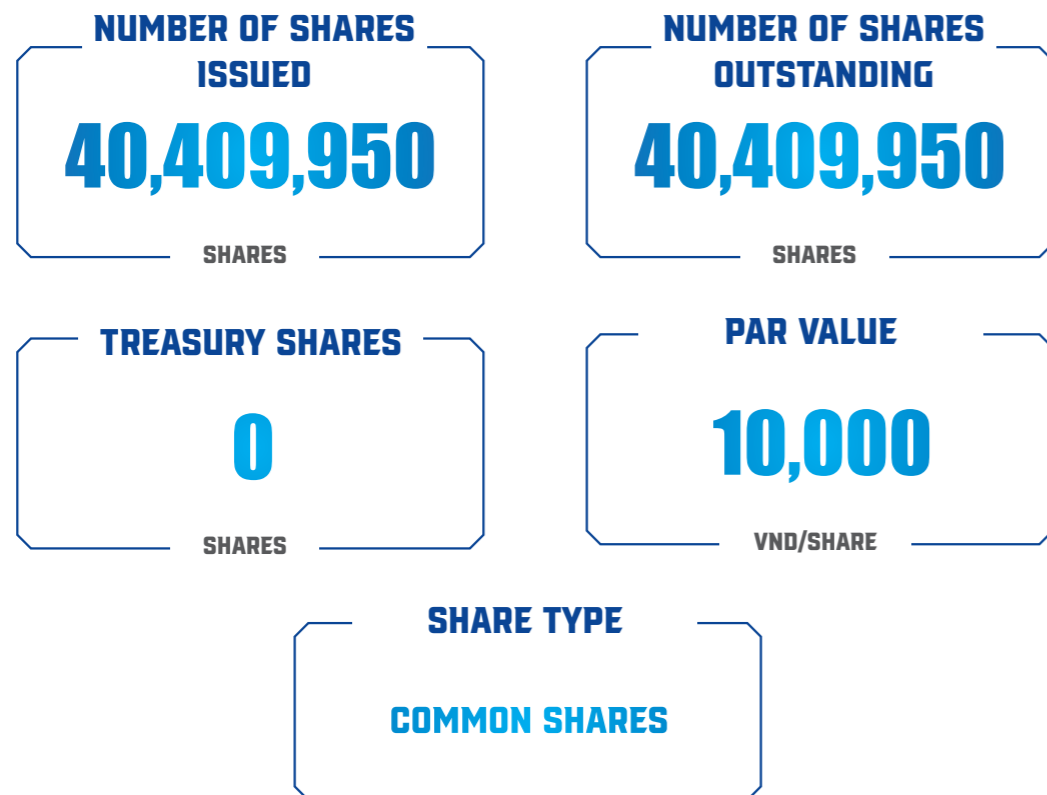 NUMBER OF SHARES
ISSUED
40,409,950
SHARES
NUMBER OF SHARES
OUTSTANDING
40,409,950
SHARES
TREASURY SHARES
0
SHARES
PAR VALUE
10,000
VND/SHARE
SHARE TYPE
COMMON SHARES